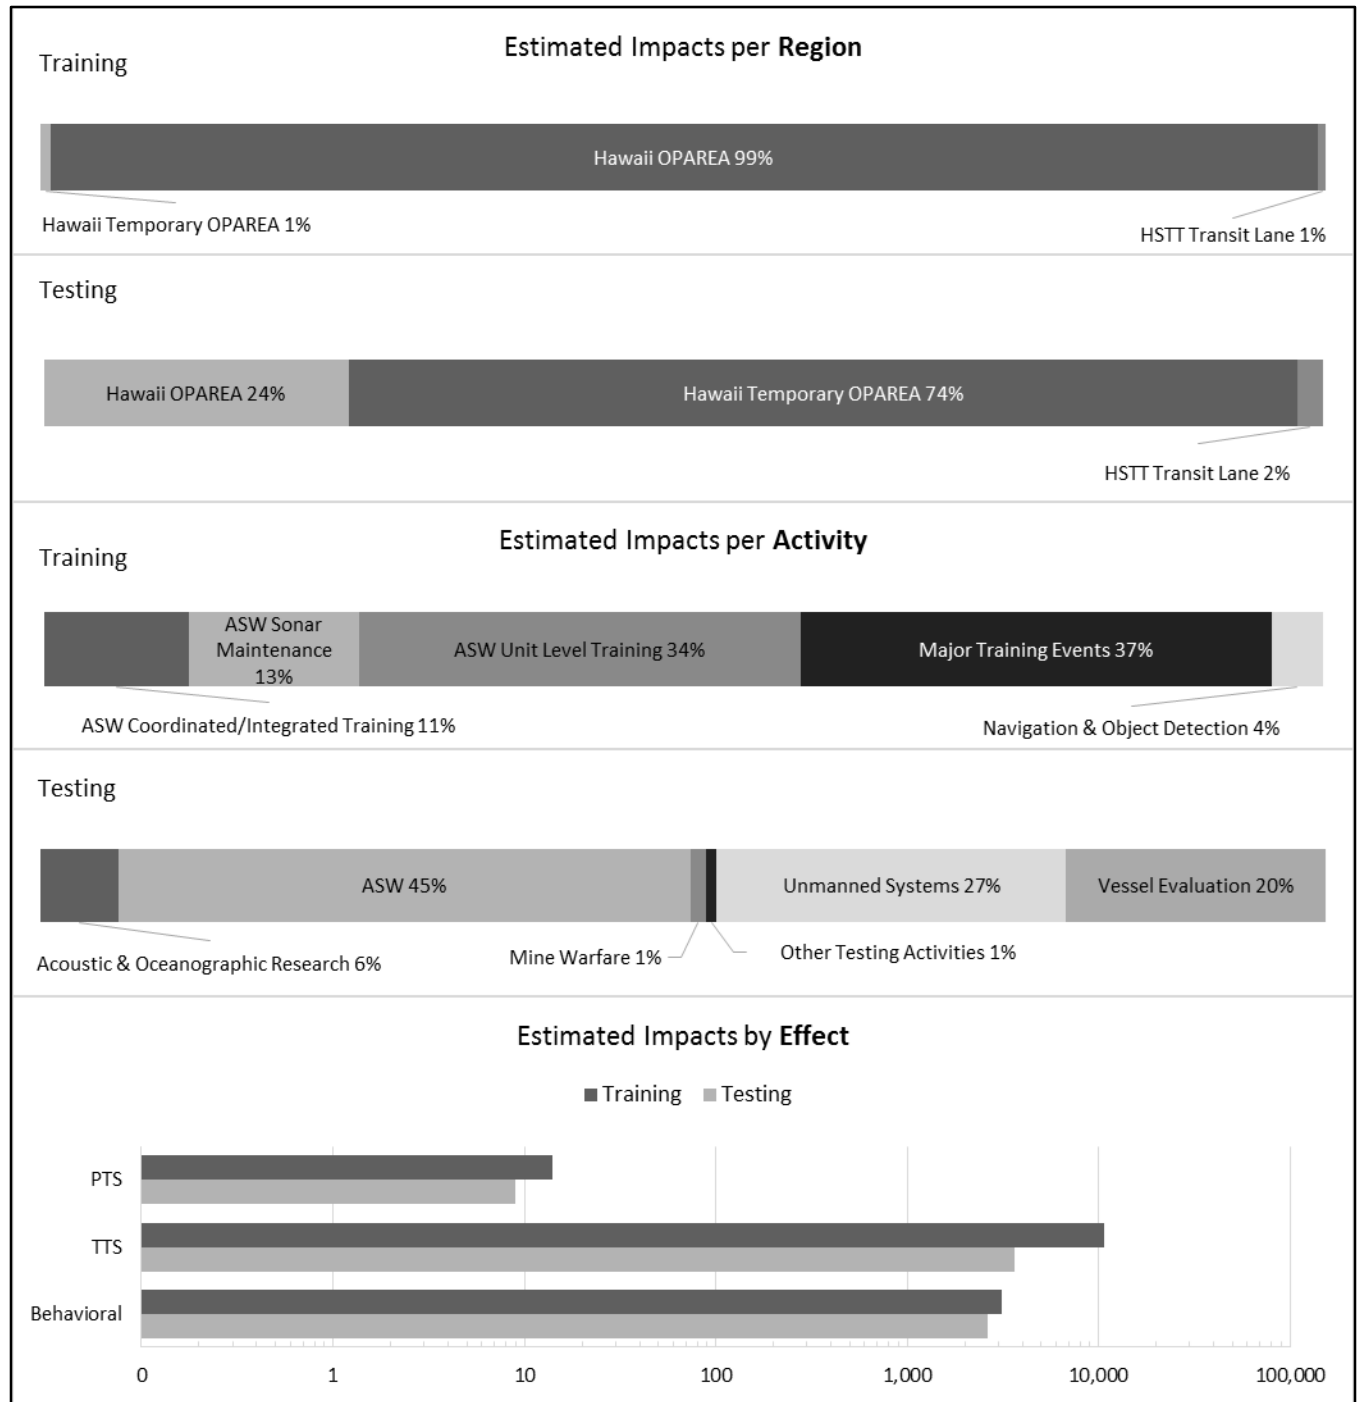 Estimated Impacts per Region
Training
Hawaii OPAREA 99%
Hawaii Temporary OPAREA 1%
HSTT Transit Lane 1%
Testing
Hawaii OPAREA 24%
Hawaii Temporary OPAREA 74%
HSTT Transit Lane 2%
Estimated Impacts per Activity
Training
ASW Sonar
Maintenance
13%
ASW Unit Level Training 34%
Major Training Events 37%
ASW Coordinated/Integrated Training 11%
Navigation & Object Detection 4%
Testing
ASW 45%
Unmanned Systems 27%
Vessel Evaluation 20%
Acoustic & Oceanographic Research 6%
Mine Warfare 1%
Other Testing Activities 1%
Estimated Impacts by Effect
Training Testing
PTS
TTS
Behavioral
0 1 10 100 1,000 10,000 100,000